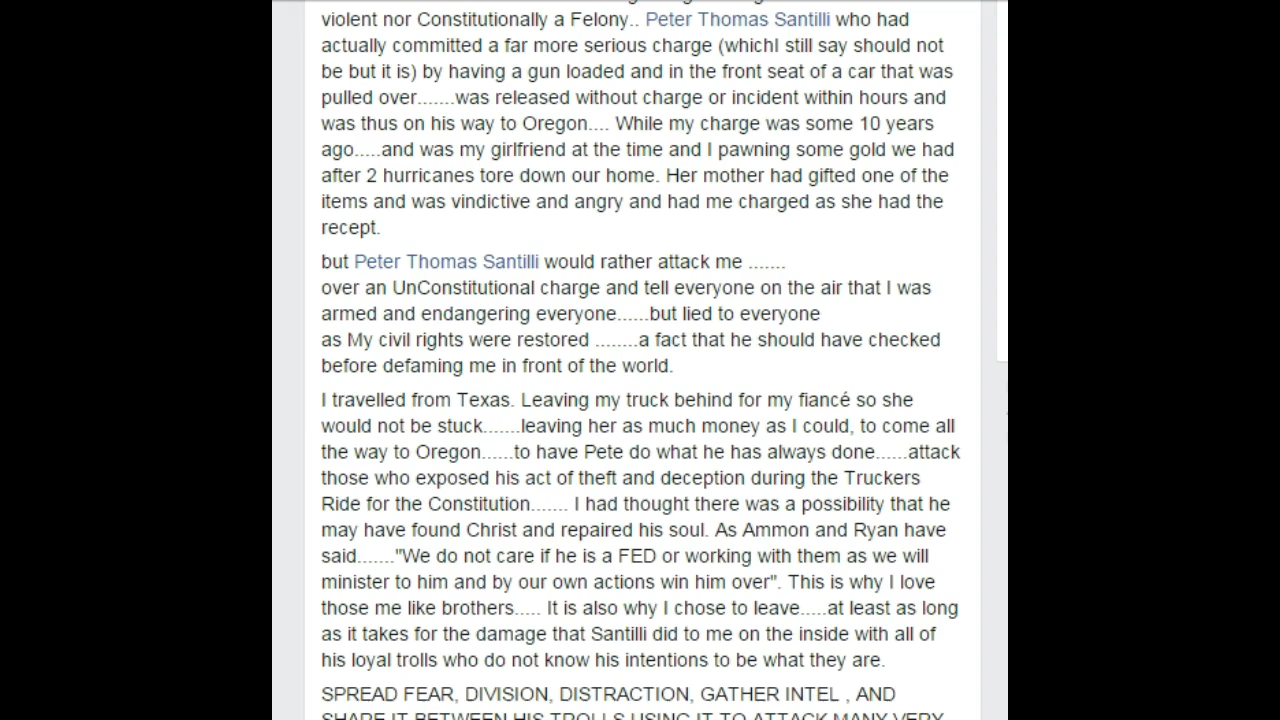 violent nor Constitutionally a Felony.. Peter Thomas Santilli who had
actually committed a far more serious charge (whichI still say should not
be but it is) by having a gun loaded and in the front seat of a car that was
pulled over.......was released without charge or incident within hours and
was thus on his way to Oregon.... While my charge was some 10 years
ago.....and was my girlfriend at the time and I pawning some gold we had
after 2 hurricanes tore down our home. Her mother had gifted one of the
items and was vindictive and angry and had me charged as she had the
recept.
but Peter Thomas Santilli would rather attack me .......
over an UnConstitutional charge and tell everyone on the air that I was
armed and endangering everyone......but lied to everyone
as My civil rights were restored ........a fact that he should have checked
before defaming me in front of the world.
I travelled from Texas. Leaving my truck behind for my fiancé so she
would not be stuck.......leaving her as much money as I could, to come all
the way to Oregon......to have Pete do what he has always done......attack
those who exposed his act of theft and deception during the Truckers
Ride for the Constitution....... I had thought there was a possibility that he
may have found Christ and repaired his soul. As Ammon and Ryan have
said......."We do not care if he is a FED or working with them as we will
minister to him and by our own actions win him over". This is why I love
those me like brothers..... It is also why I chose to leave.....at least as long
as it takes for the damage that Santilli did to me on the inside with all of
his loyal trolls who do not know his intentions to be what they are.
SPREAD FEAR, DIVISION, DISTRACTION, GATHER INTEL , AND
SHARE IT BETWEEN HIS TROLLS USING IT TO ATTACK MANY VERY